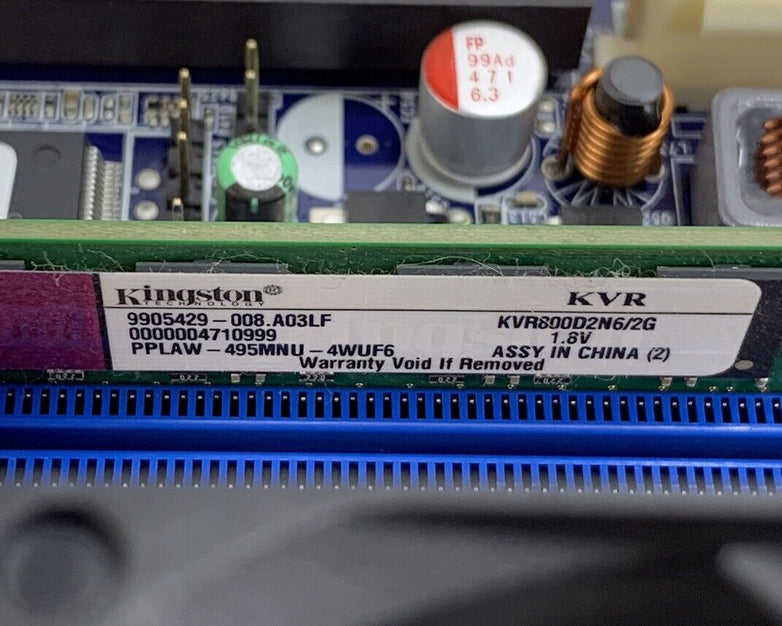 FP
99Ad
471
6.3
Kingston®
TECHNOLOGY
KVR
9905429-008.A03LF
0000004710999
PPLAW-495MNU-4WUF6
KVR800D2N6/2G
1.8V
ASSY IN CHINA (2)
Warranty Void If Removed